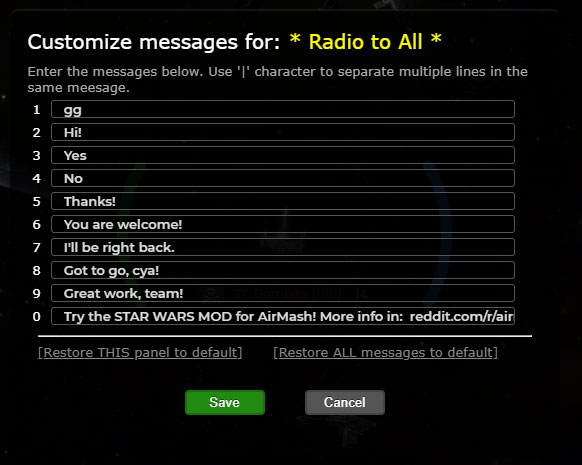 Customize messages for: * Radio to All *
Enter the messages below. Use '|' character to separate multiple lines in the
same meesage.
1 gg
2 Hi!
3 Yes
4 No
5 Thanks!
6 You are welcome!
7 I'll be right back.
8 Got to go, cya!
9 Great work, team!
0 Try the STAR WARS MOD for AirMash! More info in: reddit.com/r/air
[Restore THIS panel to default] [Restore ALL messages to default]
Save Cancel